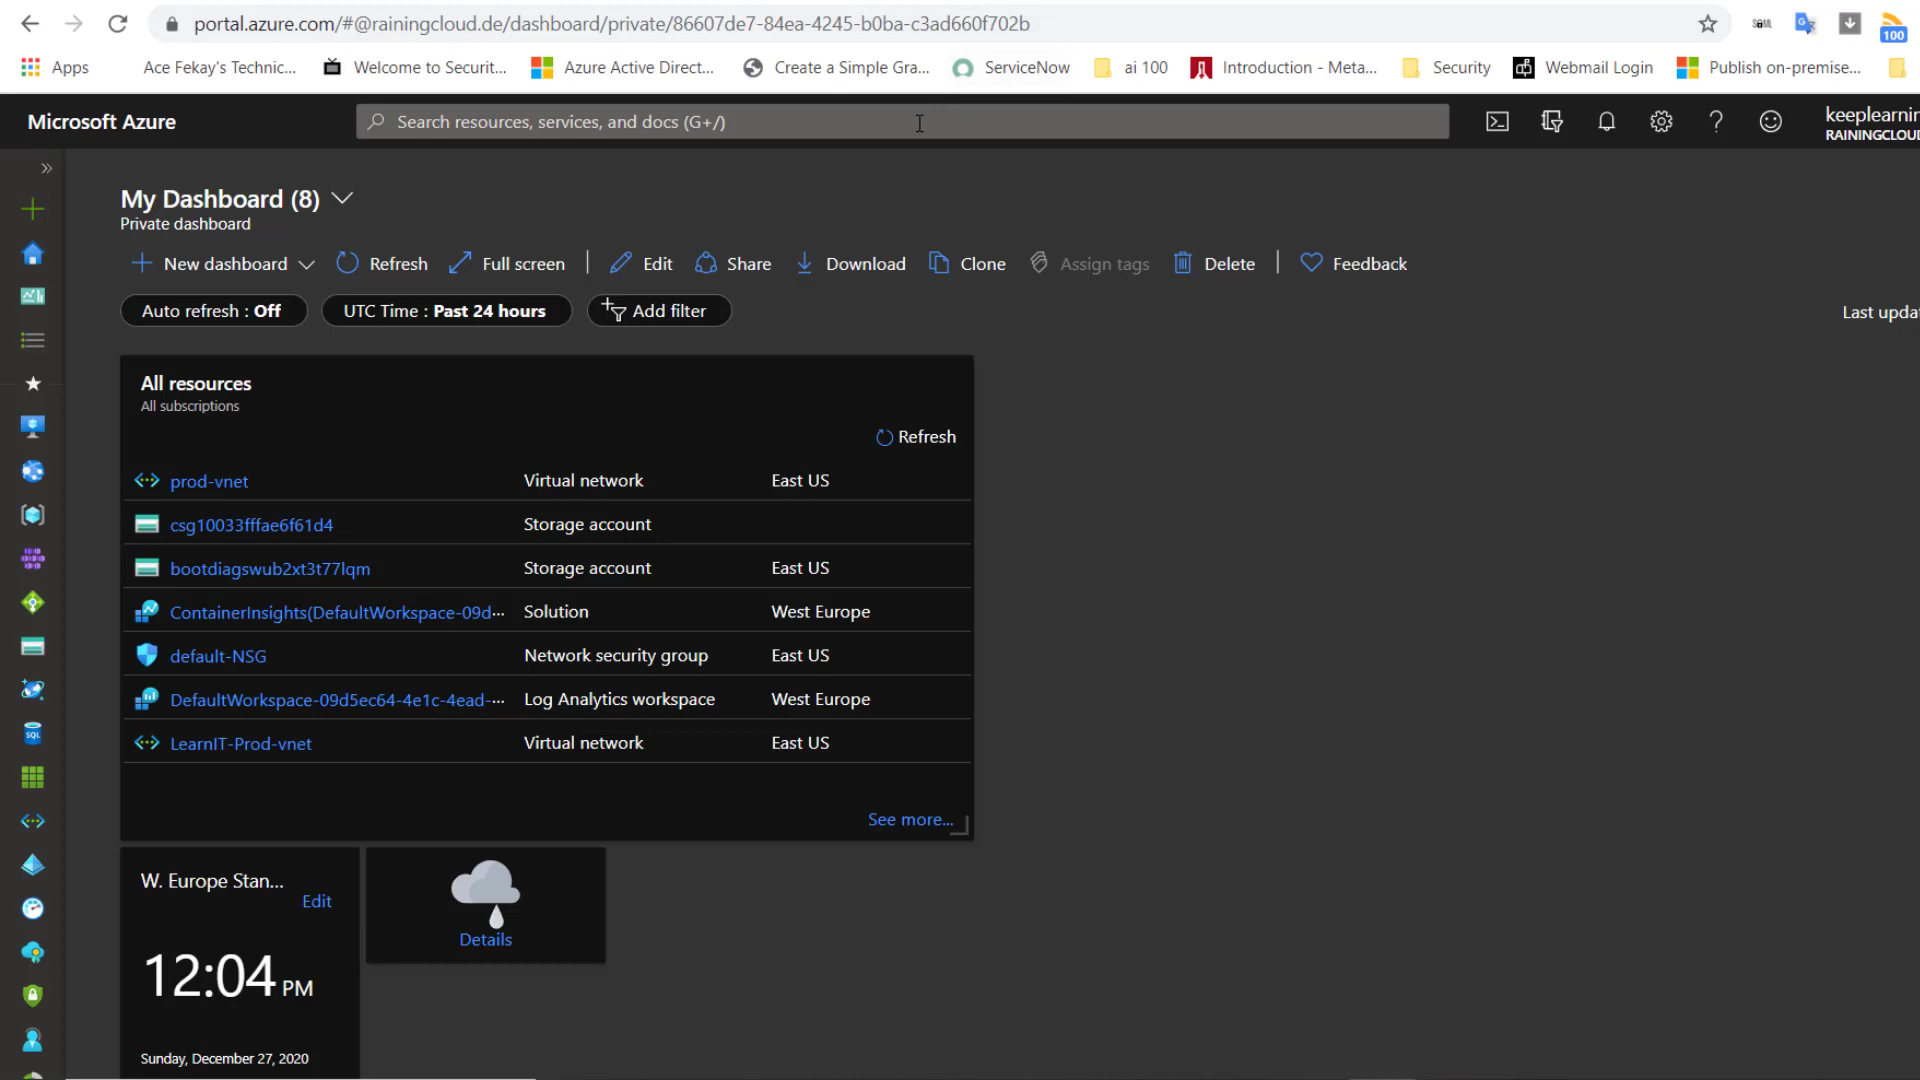 portal.azure.com/#@rainingcloud.de/dashboard/private/86607de7-84ea-4245-b0ba-c3ad660f702b
100
Apps Ace Fekay's Technic... Welcome to Securit... Azure Active Direct... Create a Simple Gra... ServiceNow ai 100 Introduction - Meta... Security Webmail Login Publish on-premise...
Microsoft Azure Search resources, services, and docs (G+/) keeplearnin
RAININGCLOU
My Dashboard (8)
Private dashboard
New dashboard Refresh Full screen Edit Share Download Clone Assign tags Delete Feedback
Auto refresh : Off UTC Time : Past 24 hours Add filter Last upda
All resources
All subscriptions
Refresh
prod-vnet Virtual network East US
csg10033fffae6f61d4 Storage account
bootdiagswub2xt3t77lqm Storage account East US
ContainerInsights(DefaultWorkspace-09d··· Solution West Europe
default-NSG Network security group East US
DefaultWorkspace-09d5ec64-4e1c-4ead-··· Log Analytics workspace West Europe
LearnIT-Prod-vnet Virtual network East US
See more...
W. Europe Stan...
Edit
Details
12:04 PM
Sunday, December 27, 2020
SQL